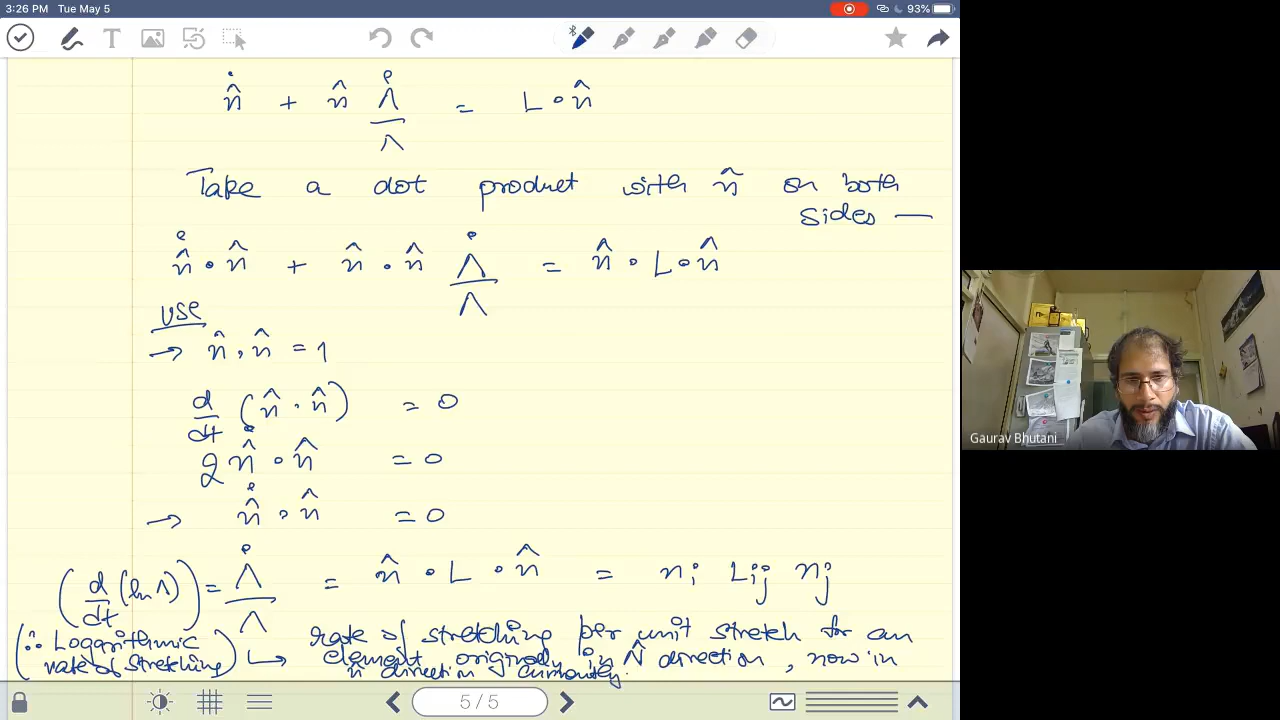 3:26 PM Tue May 5 93%
n̂̇ + n̂ Λ̇/Λ = L · n̂
Take a dot product with n̂ on both
sides —
n̂̇ · n̂ + n̂ · n̂ Λ̇/Λ = n̂ · L · n̂
use
→ n̂ · n̂ = 1
d/dt (n̂ · n̂) = 0
2 n̂̇ · n̂ = 0
→ n̂̇ · n̂ = 0
(d/dt (ln Λ)) = Λ̇/Λ = n̂ · L · n̂ = ni Lij nj
(∴ Logarithmic
rate of stretching)
↳ rate of stretching per unit stretch for an
element originally in N̂ direction, now in
n̂ direction currently.
5 / 5
Gaurav Bhutani